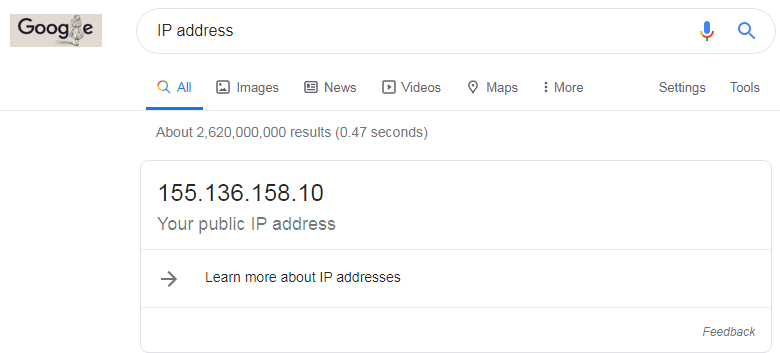 Google
IP address
All Images News Videos Maps More Settings Tools
About 2,620,000,000 results (0.47 seconds)
155.136.158.10
Your public IP address
Learn more about IP addresses
Feedback